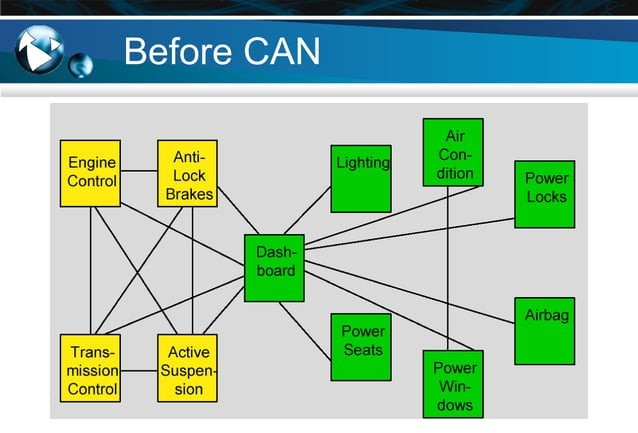 Before CAN
Engine
Control
Anti-
Lock
Brakes
Lighting
Air
Con-
dition
Power
Locks
Dash-
board
Trans-
mission
Control
Active
Suspen-
sion
Power
Seats
Power
Win-
dows
Airbag